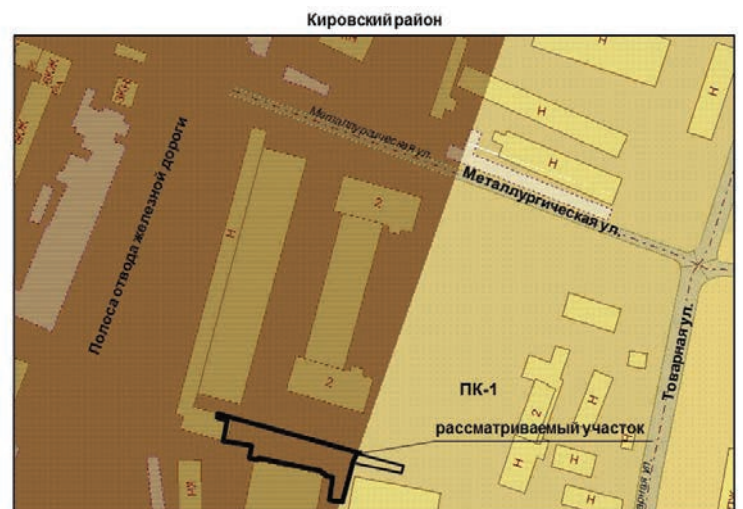 Кировский район
Н
Металлургическая ул.
Н
Н
Металлургическая ул.
Полоса отвода железной дороги
2
Н
Товарная ул.
2
ПК-1
рассматриваемый участок
2
Н
Н
Н
Н
Н